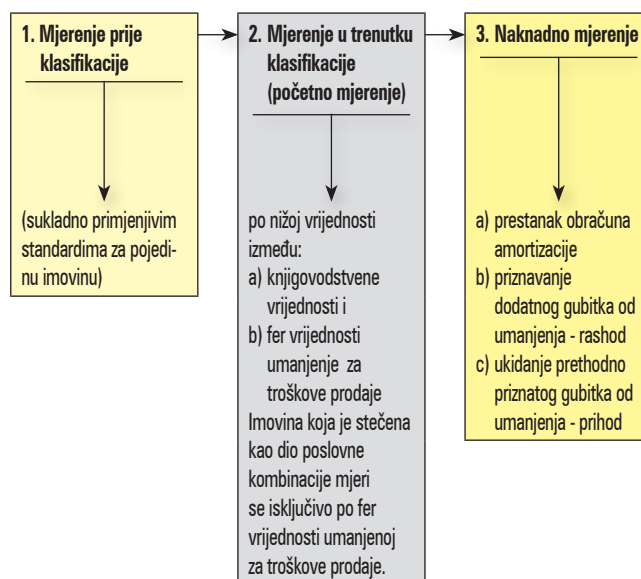 1. Mjerenje prije
klasifikacije
(sukladno primjenjivim
standardima za pojedi-
nu imovinu)
2. Mjerenje u trenutku
klasifikacije
(početno mjerenje)
po nižoj vrijednosti
između:
a) knjigovodstvene
vrijednosti i
b) fer vrijednosti
umanjenje za
troškove prodaje
Imovina koja je stečena
kao dio poslovne
kombinacije mjeri
se isključivo po fer
vrijednosti umanjenoj
za troškove prodaje.
3. Naknadno mjerenje
a) prestanak obračuna
amortizacije
b) priznavanje
dodatnog gubitka od
umanjenja - rashod
c) ukidanje prethodno
priznatog gubitka od
umanjenja - prihod